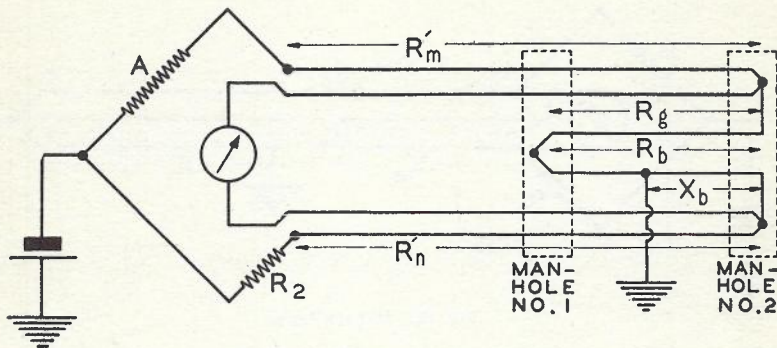 A
R'm
Rg
Rb
Xb
R'n
R2
MAN-
HOLE
NO. 1
MAN-
HOLE
NO. 2